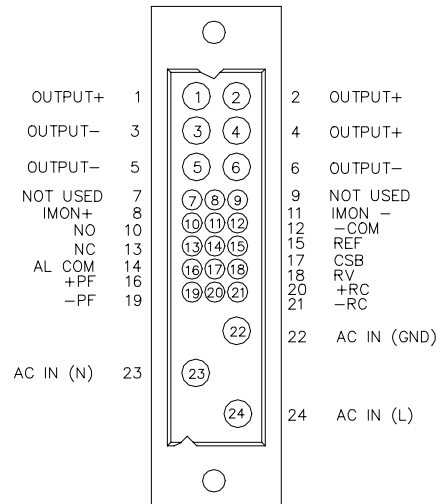 OUTPUT+ 1 1 2 2 OUTPUT+
OUTPUT- 3 3 4 4 OUTPUT+
OUTPUT- 5 5 6 6 OUTPUT-
NOT USED 7 7 8 9 9 NOT USED
IMON+ 8 11 IMON -
NO 10 10 11 12 12 -COM
NC 13 13 14 15 15 REF
AL COM 14 17 CSB
+PF 16 16 17 18 18 RV
20 +RC
-PF 19 19 20 21 21 -RC
22 22 AC IN (GND)
AC IN (N) 23 23
24 24 AC IN (L)